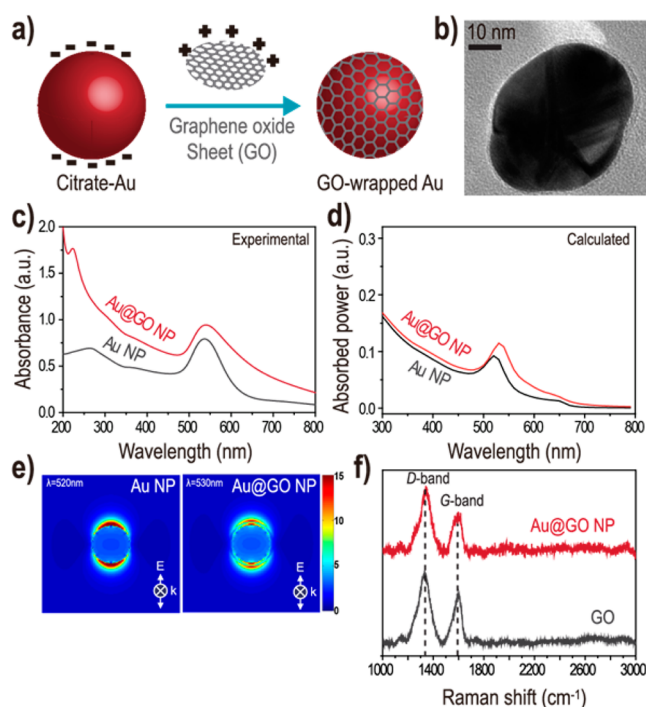 a)
Citrate-Au
Graphene oxide
Sheet (GO)
GO-wrapped Au
b)
10 nm
c)
Experimental
Au@GO NP
Au NP
Absorbance (a.u.)
2.0
1.5
1.0
0.5
0.0
200 300 400 500 600 700 800
Wavelength (nm)
d)
Calculated
Au@GO NP
Au NP
Absorbed power (a.u.)
0.3
0.2
0.1
0.0
300 400 500 600 700 800
Wavelength (nm)
e)
λ=520nm
Au NP
E
k
λ=530nm
Au@GO NP
E
k
15
10
5
0
f)
D-band
G-band
Au@GO NP
GO
1000 1400 1800 2200 2600 3000
Raman shift (cm-1)